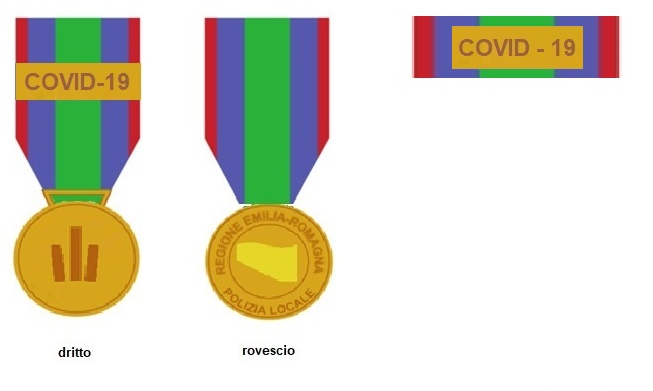 COVID-19
COVID - 19
REGIONE EMILIA-ROMAGNA
POLIZIA LOCALE
dritto
rovescio